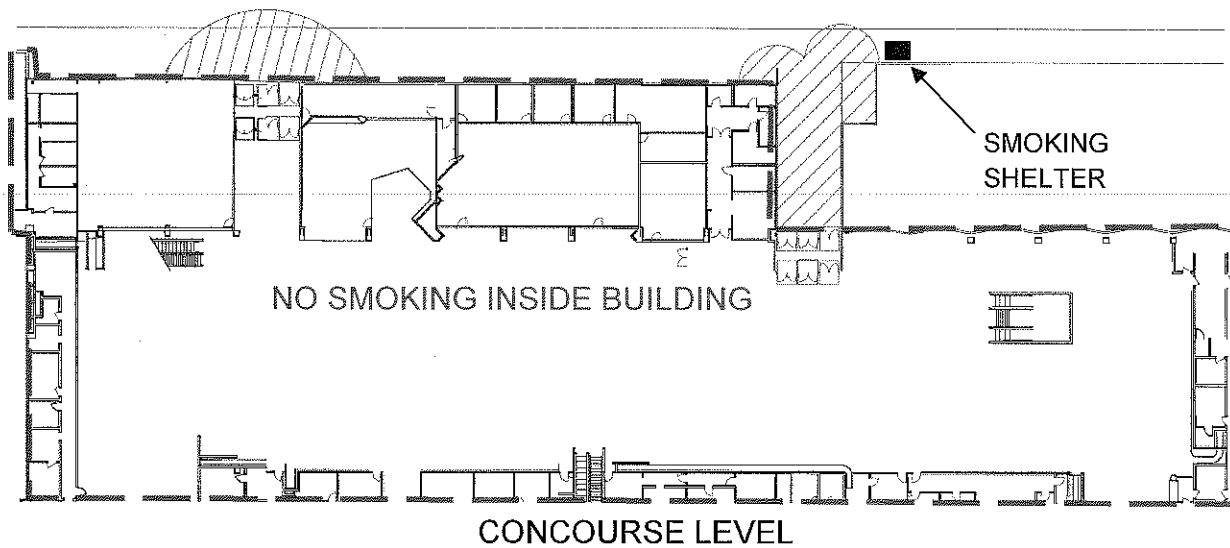 SMOKING
SHELTER
NO SMOKING INSIDE BUILDING
CONCOURSE LEVEL